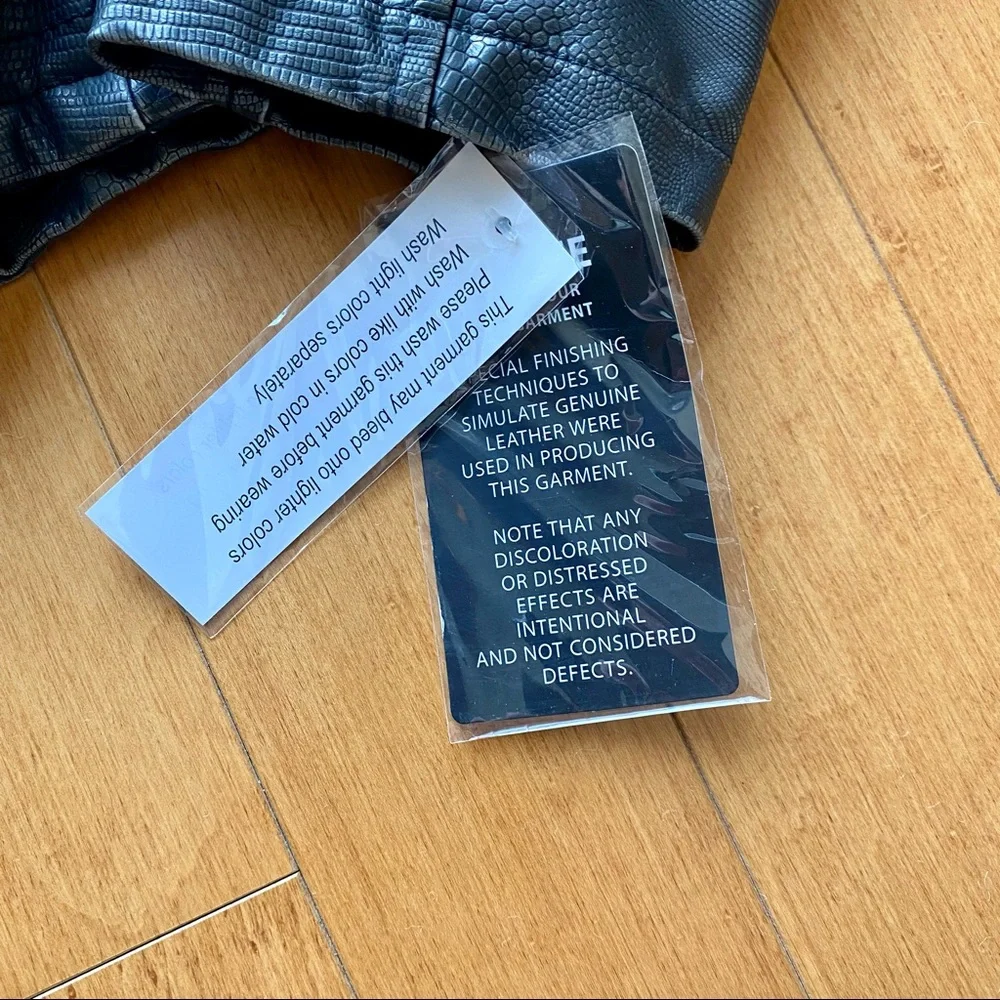 This garment may bleed onto lighter colors
Please wash this garment before wearing
Wash with like colors in cold water
Wash light colors separately
GARMENT
SPECIAL FINISHING
TECHNIQUES TO
SIMULATE GENUINE
LEATHER WERE
USED IN PRODUCING
THIS GARMENT.
NOTE THAT ANY
DISCOLORATION
OR DISTRESSED
EFFECTS ARE
INTENTIONAL
AND NOT CONSIDERED
DEFECTS.